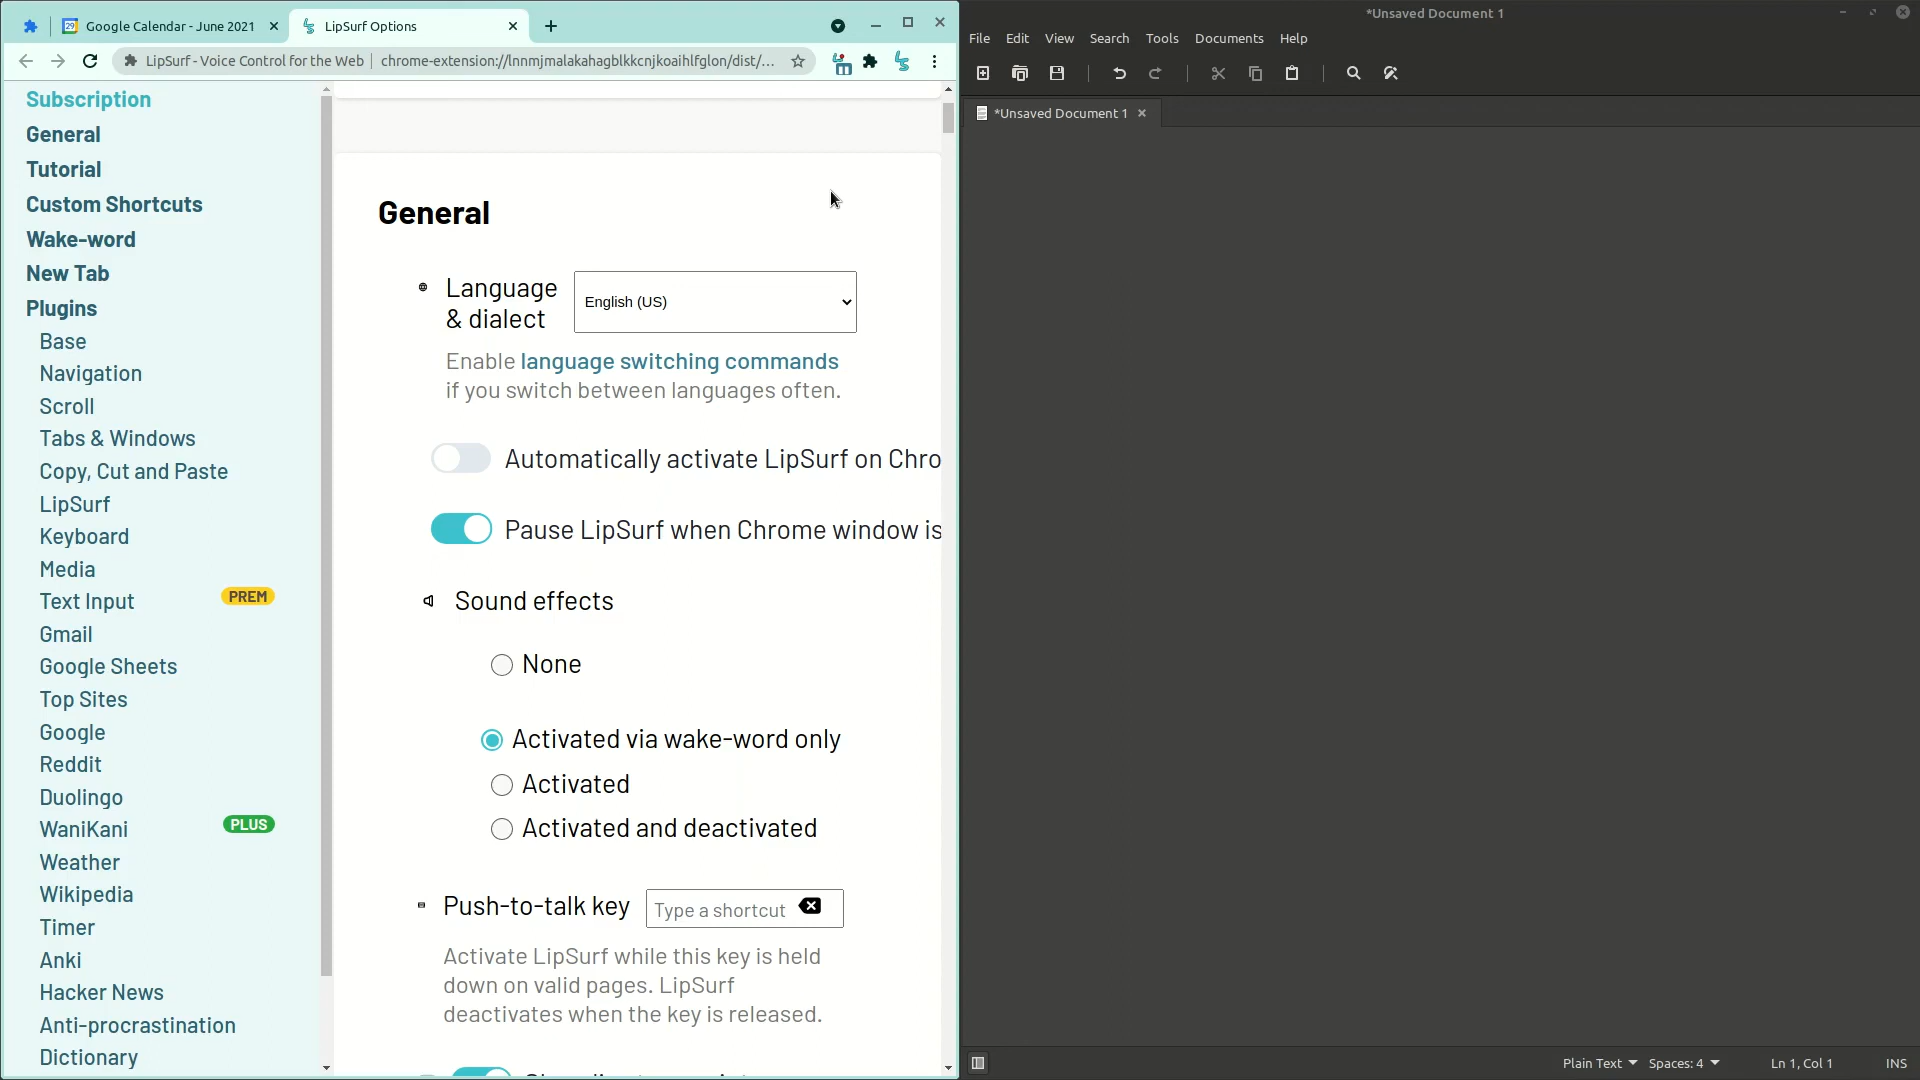 Google Calendar - June 2021
LipSurf Options
LipSurf - Voice Control for the Web
chrome-extension://lnnmjmalakahagblkkcnjkoaihlfglon/dist/...
Subscription
General
Tutorial
Custom Shortcuts
Wake-word
New Tab
Plugins
Base
Navigation
Scroll
Tabs & Windows
Copy, Cut and Paste
LipSurf
Keyboard
Media
Text Input PREM
Gmail
Google Sheets
Top Sites
Google
Reddit
Duolingo
WaniKani PLUS
Weather
Wikipedia
Timer
Anki
Hacker News
Anti-procrastination
Dictionary
General
Language
& dialect
English (US)
Enable language switching commands
if you switch between languages often.
Automatically activate LipSurf on Chro
Pause LipSurf when Chrome window is
Sound effects
None
Activated via wake-word only
Activated
Activated and deactivated
Push-to-talk key
Type a shortcut
Activate LipSurf while this key is held
down on valid pages. LipSurf
deactivates when the key is released.
*Unsaved Document 1
File Edit View Search Tools Documents Help
*Unsaved Document 1
Plain Text Spaces: 4 Ln 1, Col 1 INS